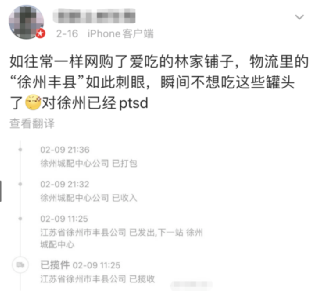 2-16 iPhone客户端
如往常一样网购了爱吃的林家铺子，物流里的
“徐州丰县”如此刺眼，瞬间不想吃这些罐头
了对徐州已经ptsd
查看翻译
02-09 21:36
徐州城配中心公司 已打包
02-09 21:32
徐州城配中心公司 已收入
02-09 11:25
江苏省徐州市丰县公司 已发出,下一站 徐州
城配中心
已揽件 02-09 11:25
江苏省徐州市丰县公司 已揽收